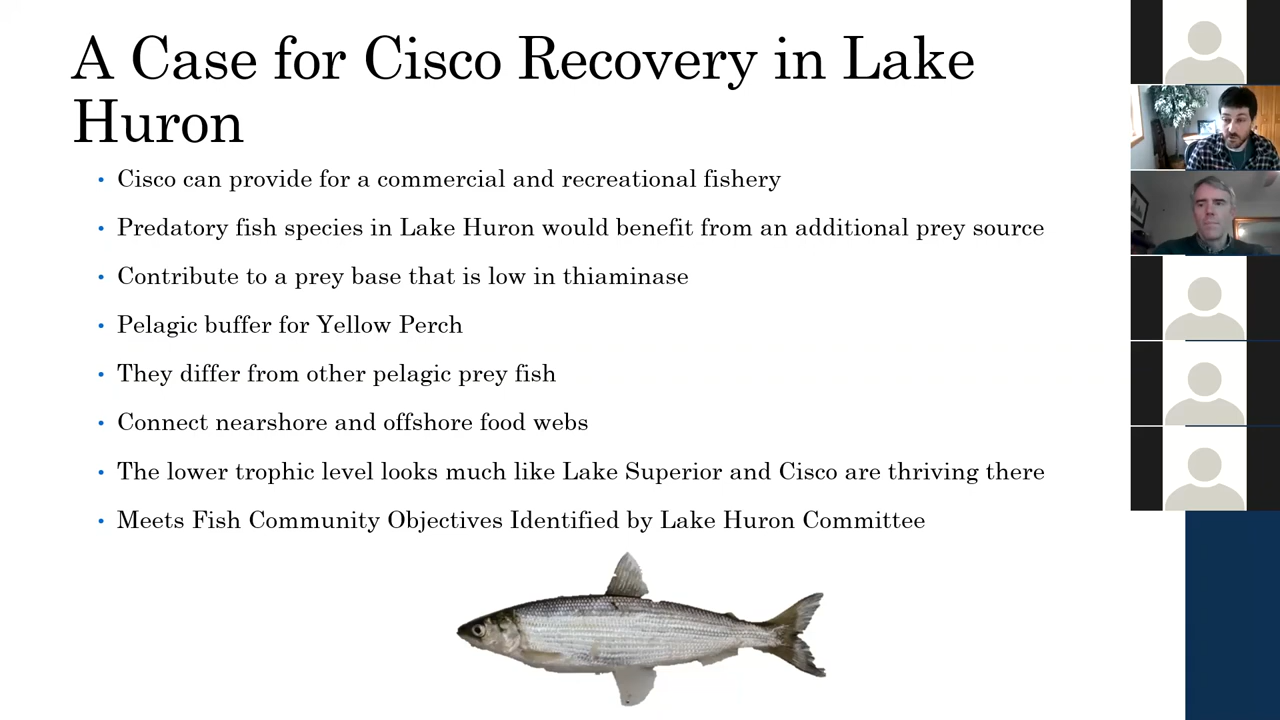 A Case for Cisco Recovery in Lake
Huron
• Cisco can provide for a commercial and recreational fishery
• Predatory fish species in Lake Huron would benefit from an additional prey source
• Contribute to a prey base that is low in thiaminase
• Pelagic buffer for Yellow Perch
• They differ from other pelagic prey fish
• Connect nearshore and offshore food webs
• The lower trophic level looks much like Lake Superior and Cisco are thriving there
• Meets Fish Community Objectives Identified by Lake Huron Committee